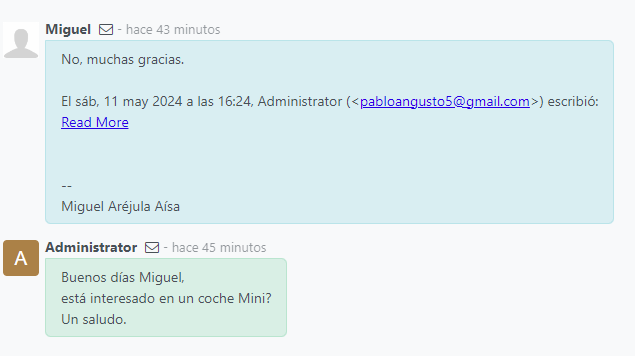 Miguel - hace 43 minutos
No, muchas gracias.
El sáb, 11 may 2024 a las 16:24, Administrator (<pabloangusto5@gmail.com>) escribió:
Read More
--
Miguel Aréjula Aísa
A
Administrator - hace 45 minutos
Buenos días Miguel,
está interesado en un coche Mini?
Un saludo.